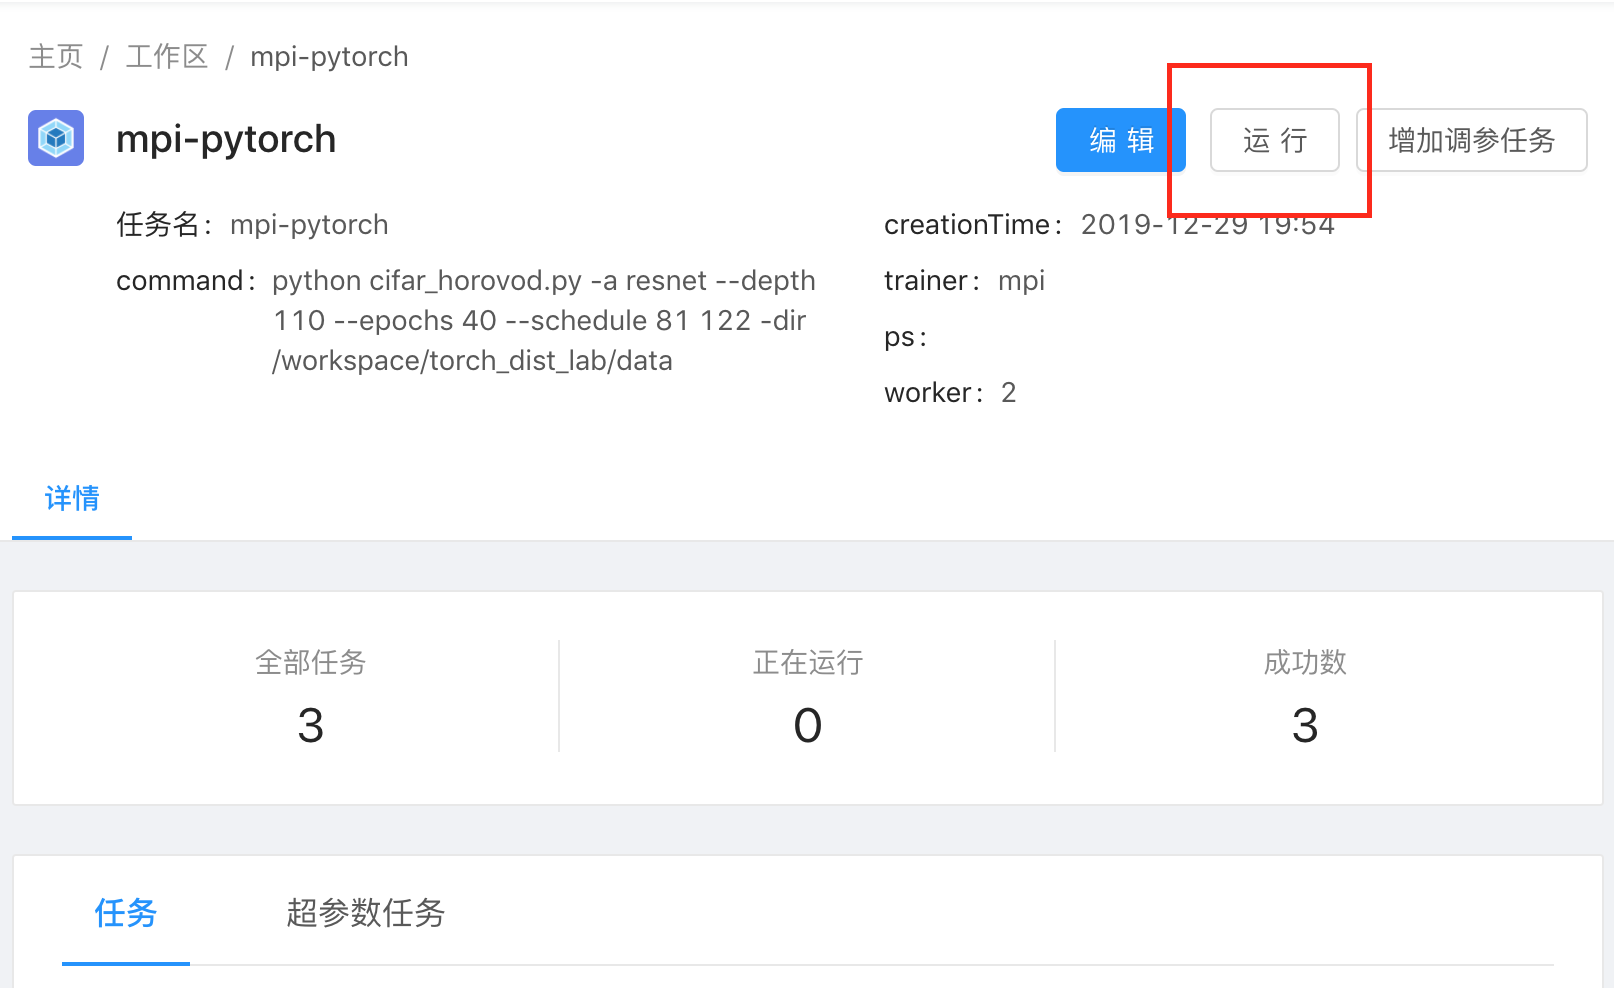 主页 / 工作区 / mpi-pytorch
mpi-pytorch
编 辑
运 行
增加调参任务
任务名： mpi-pytorch
creationTime： 2019-12-29 19:54
command： python cifar_horovod.py -a resnet --depth
110 --epochs 40 --schedule 81 122 -dir
/workspace/torch_dist_lab/data
trainer： mpi
ps：
worker： 2
详情
全部任务
3
正在运行
0
成功数
3
任务
超参数任务